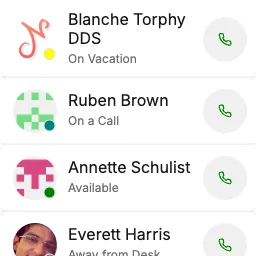 Blanche Torphy
DDS
On Vacation
Ruben Brown
On a Call
Annette Schulist
Available
Everett Harris
Away from Desk